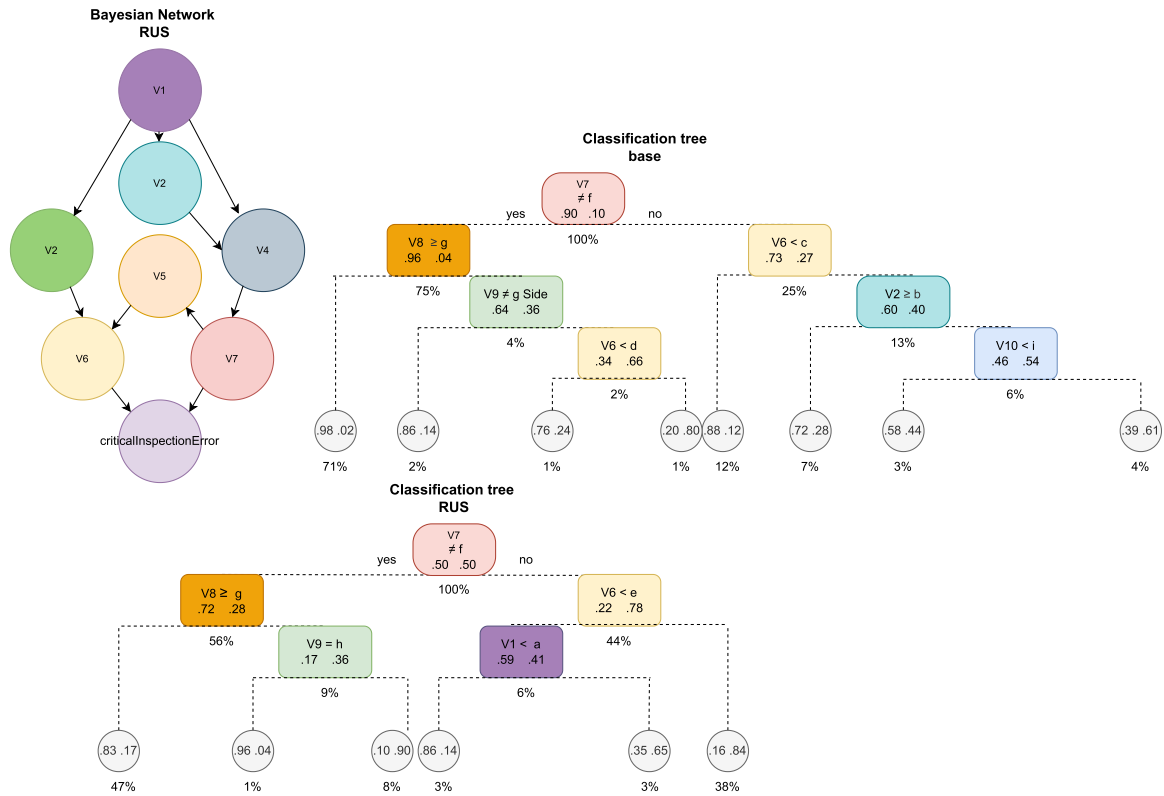 Bayesian Network
RUS
V1
V2
V2
V4
V5
V6
V7
criticalInspectionError
Classification tree
base
V7
≠ f
.90 .10
yes
no
100%
V8 ≥ g
.96 .04
75%
V6 < c
.73 .27
25%
V9 ≠ g Side
.64 .36
4%
V2 ≥ b
.60 .40
13%
V6 < d
.34 .66
2%
V10 < i
.46 .54
6%
.98 .02
.86 .14
.76 .24
.20 .80
.88 .12
.72 .28
.58 .44
.39 .61
71%
2%
1%
1%
12%
7%
3%
4%
Classification tree
RUS
V7
≠ f
.50 .50
yes
no
100%
V8 ≥ g
.72 .28
56%
V6 < e
.22 .78
44%
V9 = h
.17 .36
9%
V1 < a
.59 .41
6%
.83 .17
.96 .04
.10 .90
.86 .14
.35 .65
.16 .84
47%
1%
8%
3%
3%
38%